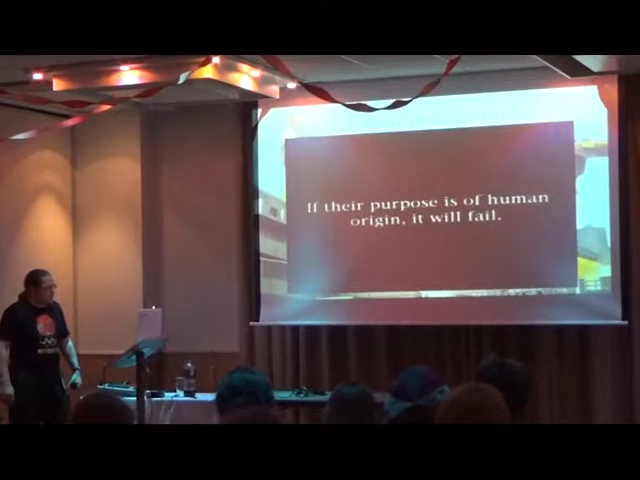 If their purpose is of human
origin, it will fail.